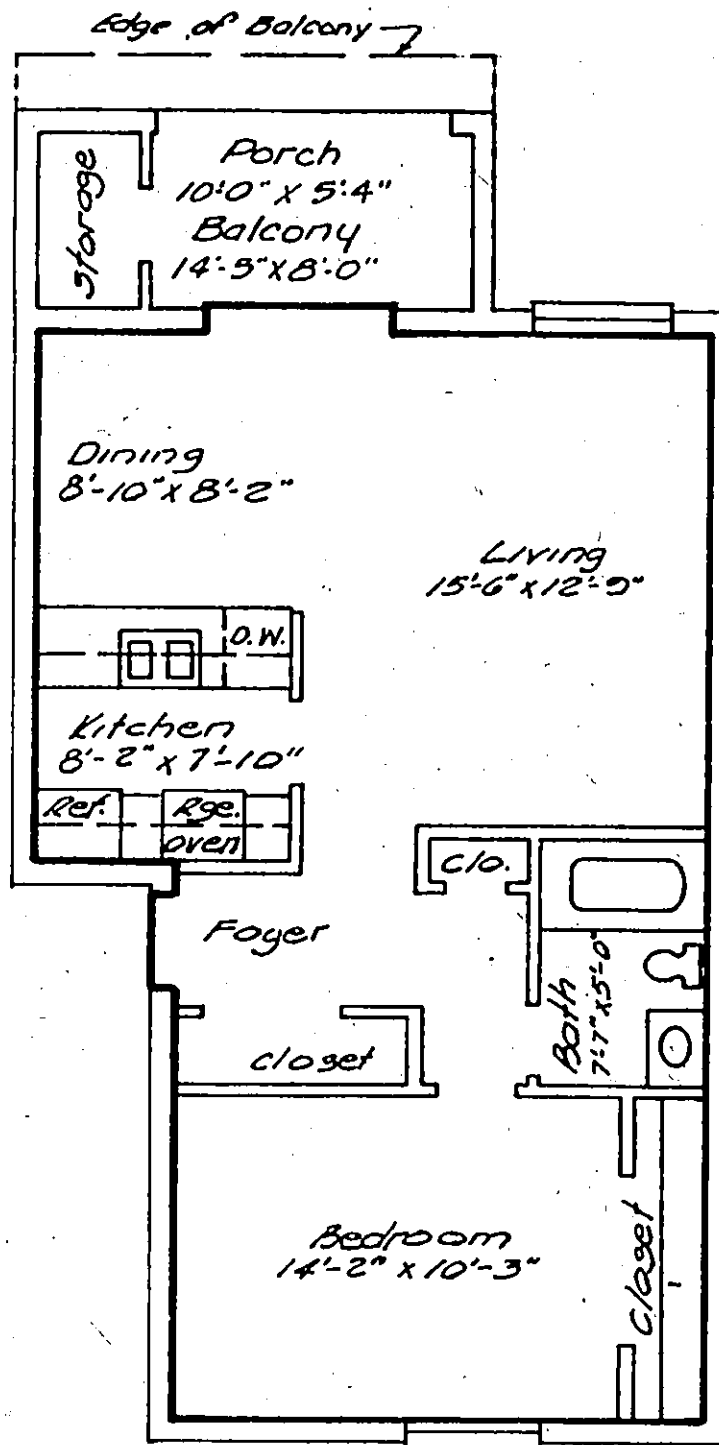 Edge of Balcony
Storage
Porch
10'-0" x 5'-4"
Balcony
14'-5" x 8'-0"
Dining
8'-10" x 8'-2"
Living
15'-6" x 12'-9"
D.W.
Kitchen
8'-2" x 7'-10"
Ref.
Rge.
oven
Clo.
Foyer
Bath
7'-7" x 5'-0"
closet
Bedroom
14'-2" x 10'-3"
Closet